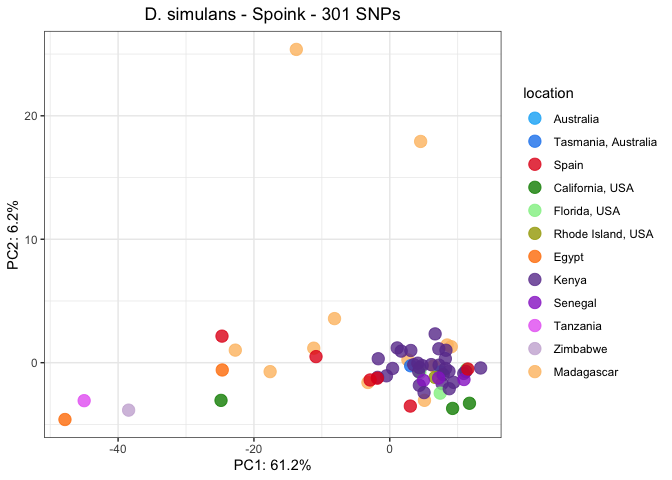 D. simulans - Spoink - 301 SNPs
PC2: 6.2%
20
10
0
-40
-20
0
PC1: 61.2%
location
Australia
Tasmania, Australia
Spain
California, USA
Florida, USA
Rhode Island, USA
Egypt
Kenya
Senegal
Tanzania
Zimbabwe
Madagascar